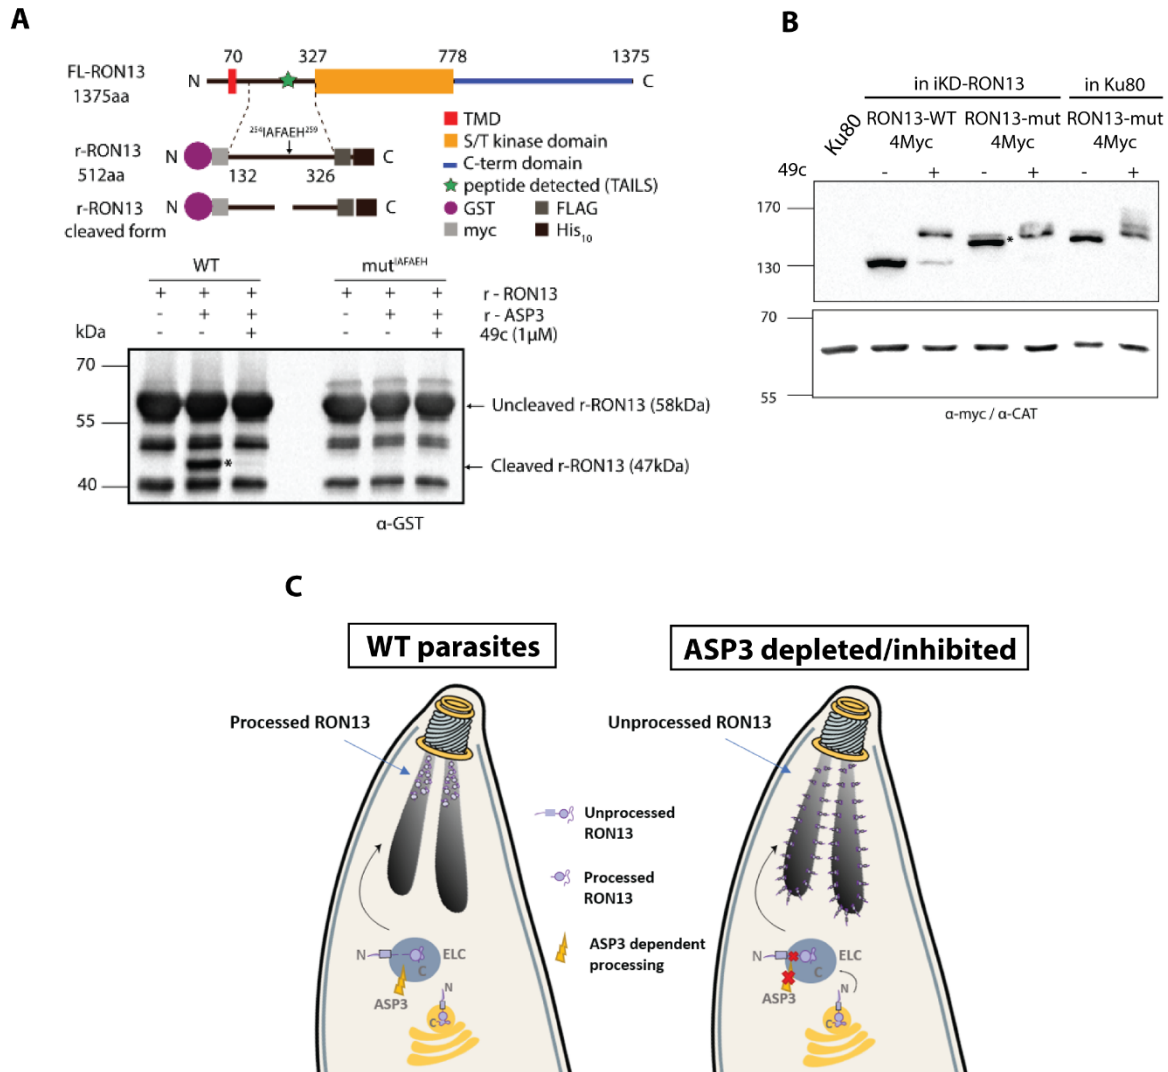 A
70 327 778 1375
FL-RON13 N C
1375aa
²⁵⁴IAFAEH²⁵⁹
r-RON13 N C
512aa 132 326
r-RON13 N C
cleaved form
TMD
S/T kinase domain
C-term domain
peptide detected (TAILS)
GST FLAG
myc His₁₀
WT mutᴵᴬᶠᴬᴱᴴ
+ + + + + + r - RON13
- + + - + + r - ASP3
kDa - - + - - + 49c (1μM)
70
55
40
*
Uncleaved r-RON13 (58kDa)
Cleaved r-RON13 (47kDa)
α-GST
B
in iKD-RON13 in Ku80
Ku80 RON13-WT RON13-mut RON13-mut
4Myc 4Myc 4Myc
49c - + - + - +
170
130
*
70
55
α-myc / α-CAT
C
WT parasites ASP3 depleted/inhibited
Processed RON13 Unprocessed RON13
Unprocessed
RON13
Processed
RON13
ASP3 dependent
processing
N ELC
C
ASP3 N
C
N ELC
C
ASP3 N
C